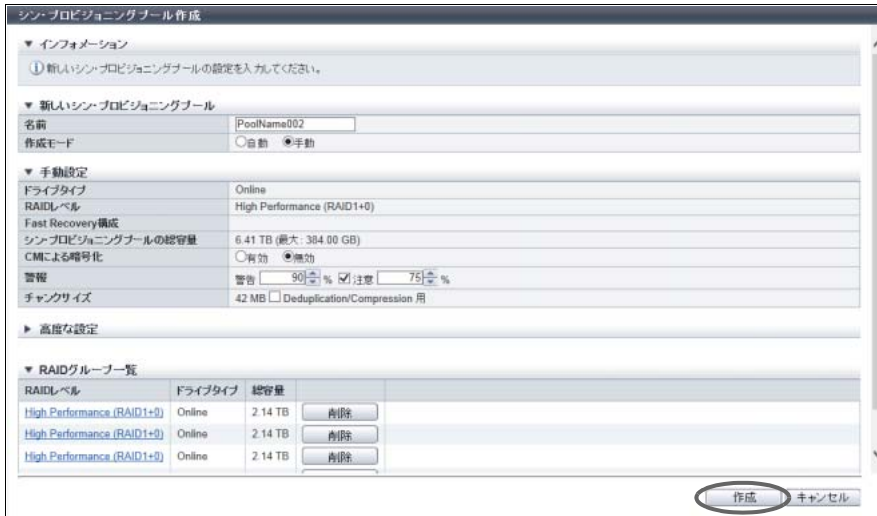 シン・プロビジョニングプール作成
▼ インフォメーション
新しいシン・プロビジョニングプールの設定を入力してください。
▼ 新しいシン・プロビジョニングプール
名前 PoolName002
作成モード 自動 手動
▼ 手動設定
ドライブタイプ Online
RAIDレベル High Performance (RAID1+0)
Fast Recovery構成
シン・プロビジョニングプールの総容量 6.41 TB (最大: 384.00 GB)
CMによる暗号化 有効 無効
警報 警告 90 % 注意 75 %
チャンクサイズ 42 MB Deduplication/Compression 用
▶ 高度な設定
▼ RAIDグループ一覧
RAIDレベル ドライブタイプ 総容量
High Performance (RAID1+0) Online 2.14 TB 削除
High Performance (RAID1+0) Online 2.14 TB 削除
High Performance (RAID1+0) Online 2.14 TB 削除
作成 キャンセル